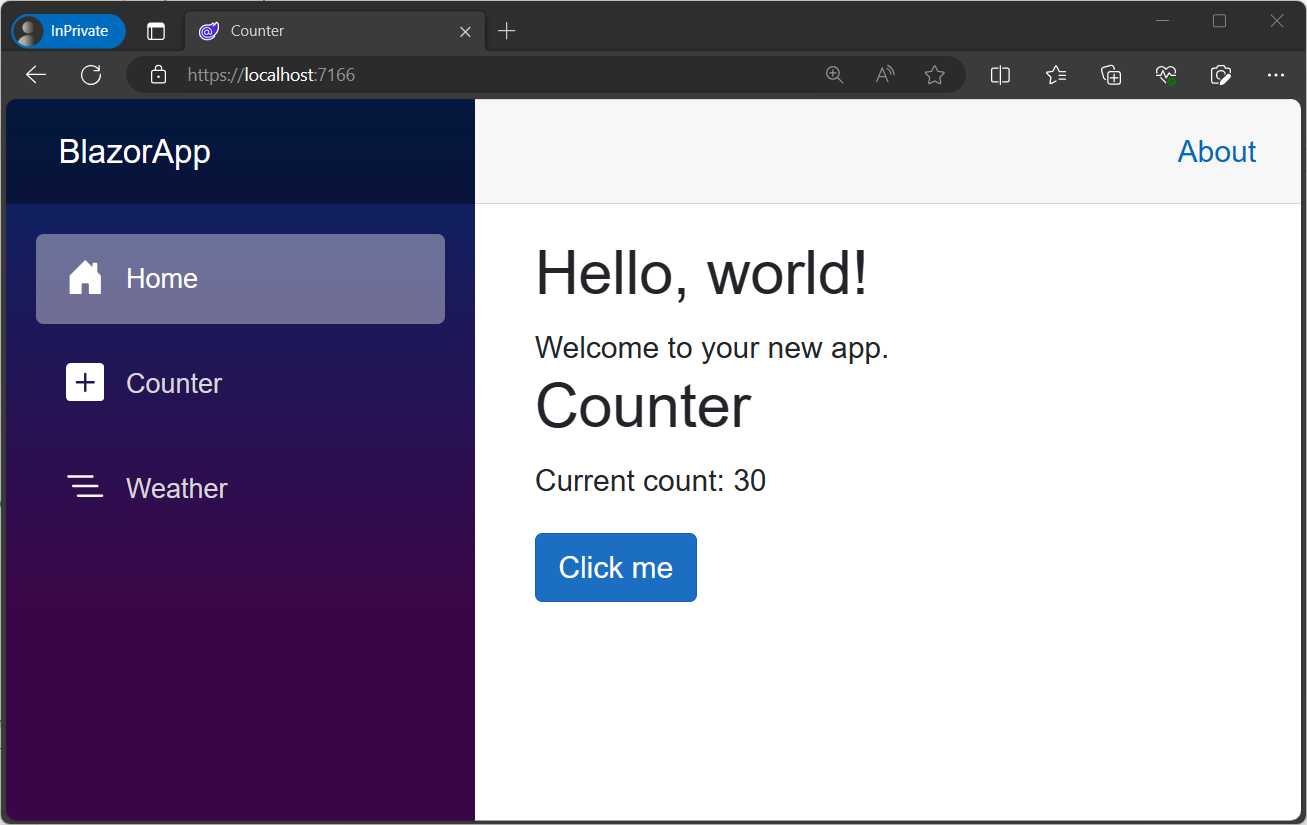 InPrivate
Counter
https://localhost:7166
BlazorApp
About
Home
Counter
Weather
Hello, world!
Welcome to your new app.
Counter
Current count: 30
Click me